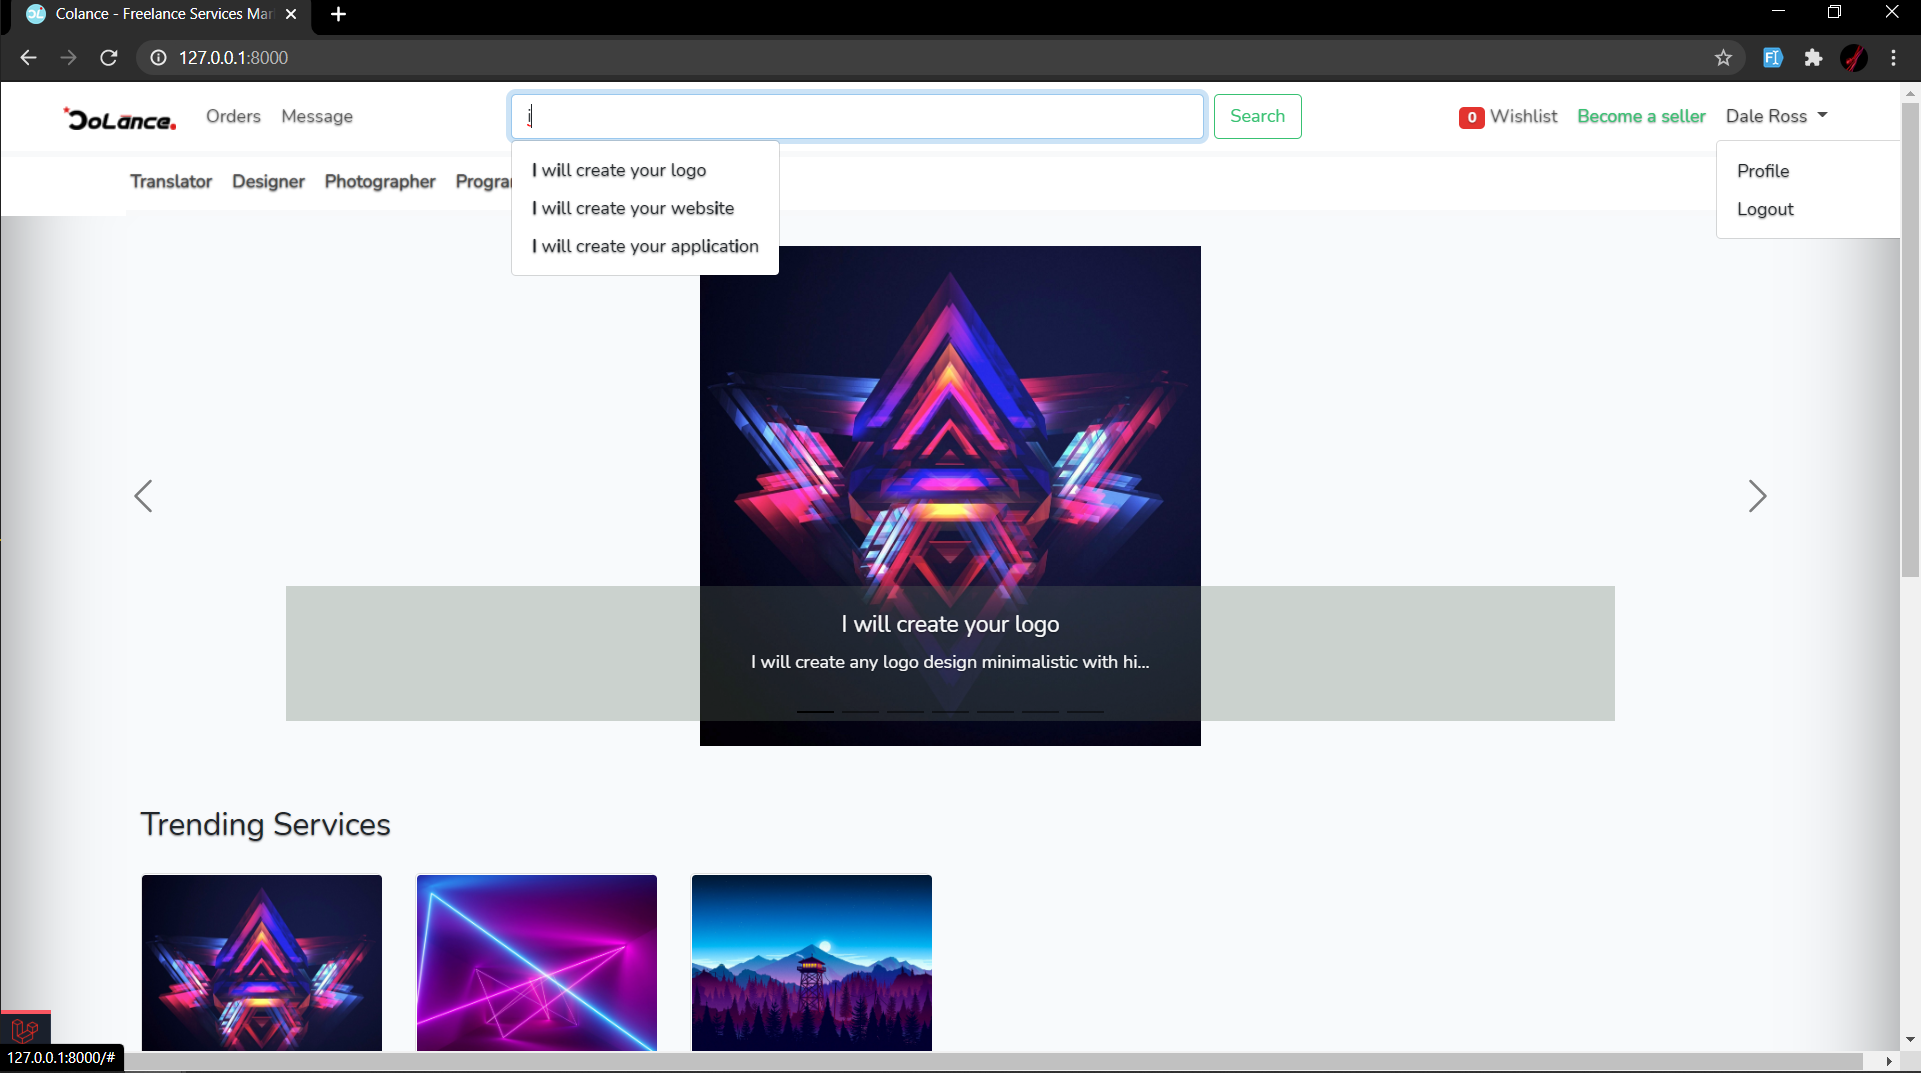 Colance - Freelance Services Mar
127.0.0.1:8000
CoLance.
Orders
Message
i
Search
0 Wishlist
Become a seller
Dale Ross
Profile
Logout
Translator
Designer
Photographer
Progra
I will create your logo
I will create your website
I will create your application
I will create your logo
I will create any logo design minimalistic with hi...
Trending Services
127.0.0.1:8000/#